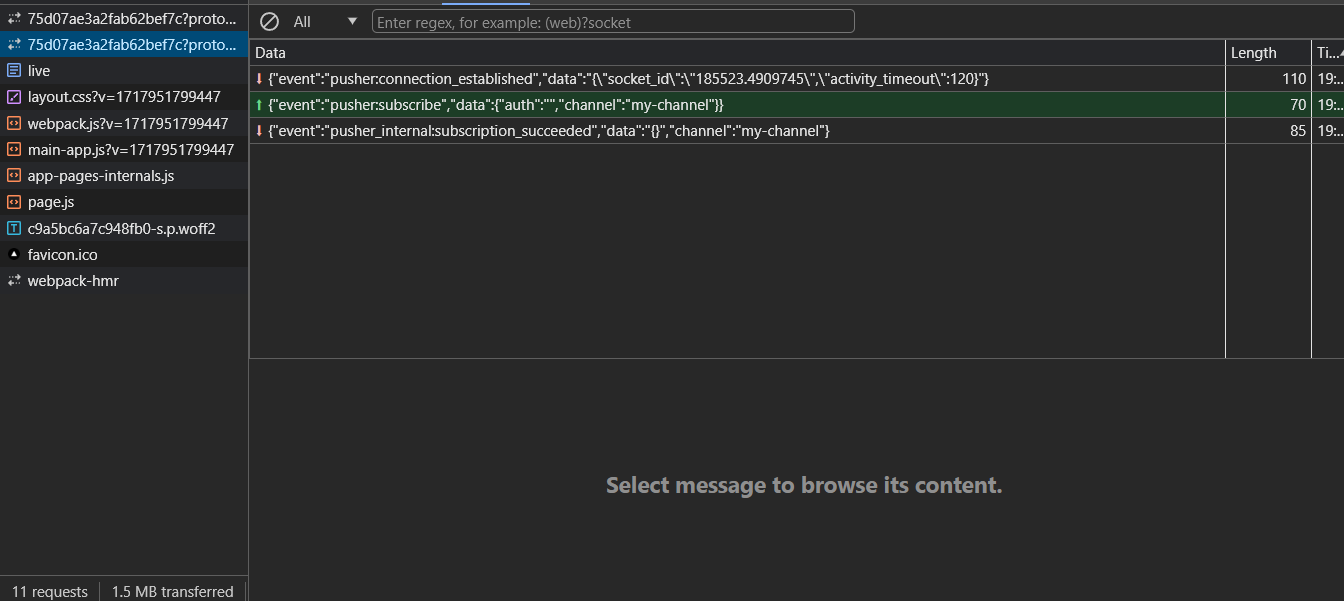 75d07ae3a2fab62bef7c?proto...
75d07ae3a2fab62bef7c?proto...
live
layout.css?v=1717951799447
webpack.js?v=1717951799447
main-app.js?v=1717951799447
app-pages-internals.js
page.js
c9a5bc6a7c948fb0-s.p.woff2
favicon.ico
webpack-hmr
11 requests
1.5 MB transferred
All
Enter regex, for example: (web)?socket
Data Length Ti...
{"event":"pusher:connection_established","data":"{\"socket_id\":\"185523.4909745\",\"activity_timeout\":120}"} 110 19:...
{"event":"pusher:subscribe","data":{"auth":"","channel":"my-channel"}} 70 19:...
{"event":"pusher_internal:subscription_succeeded","data":"{}","channel":"my-channel"} 85 19:...
Select message to browse its content.